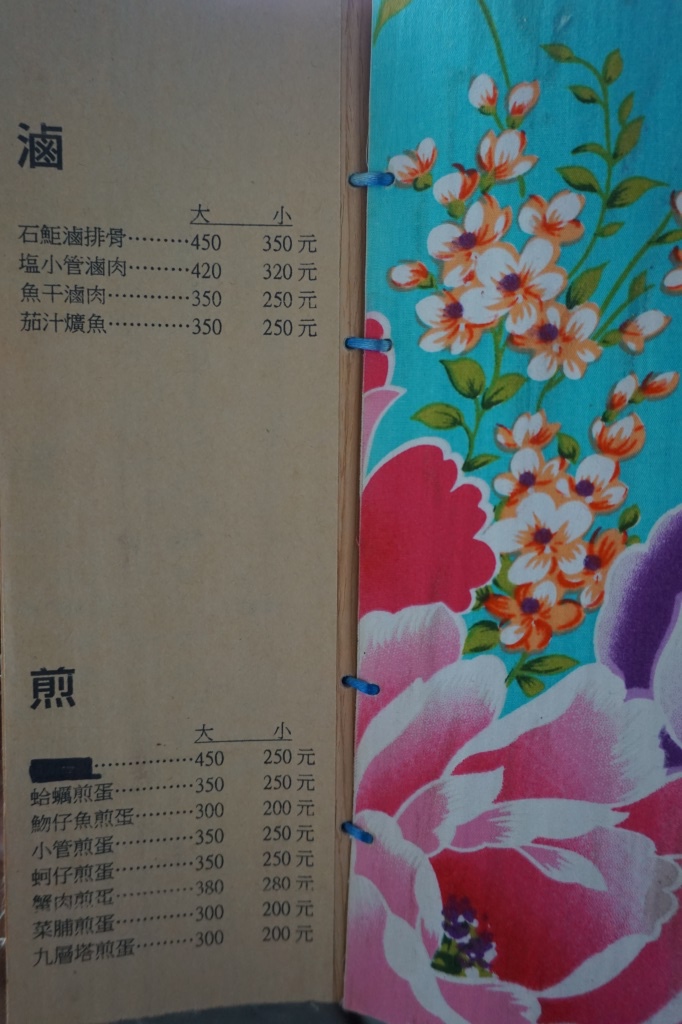 滷
大 小
石鮔滷排骨………450 350元
塩小管滷肉………420 320元
魚干滷肉…………350 250元
茄汁爌魚…………350 250元
煎
大 小
………………450 250元
蛤蠣煎蛋…………350 250元
魩仔魚煎蛋………300 200元
小管煎蛋…………350 250元
蚵仔煎蛋…………350 250元
蟹肉煎蛋…………380 280元
菜脯煎蛋…………300 200元
九層塔煎蛋………300 200元